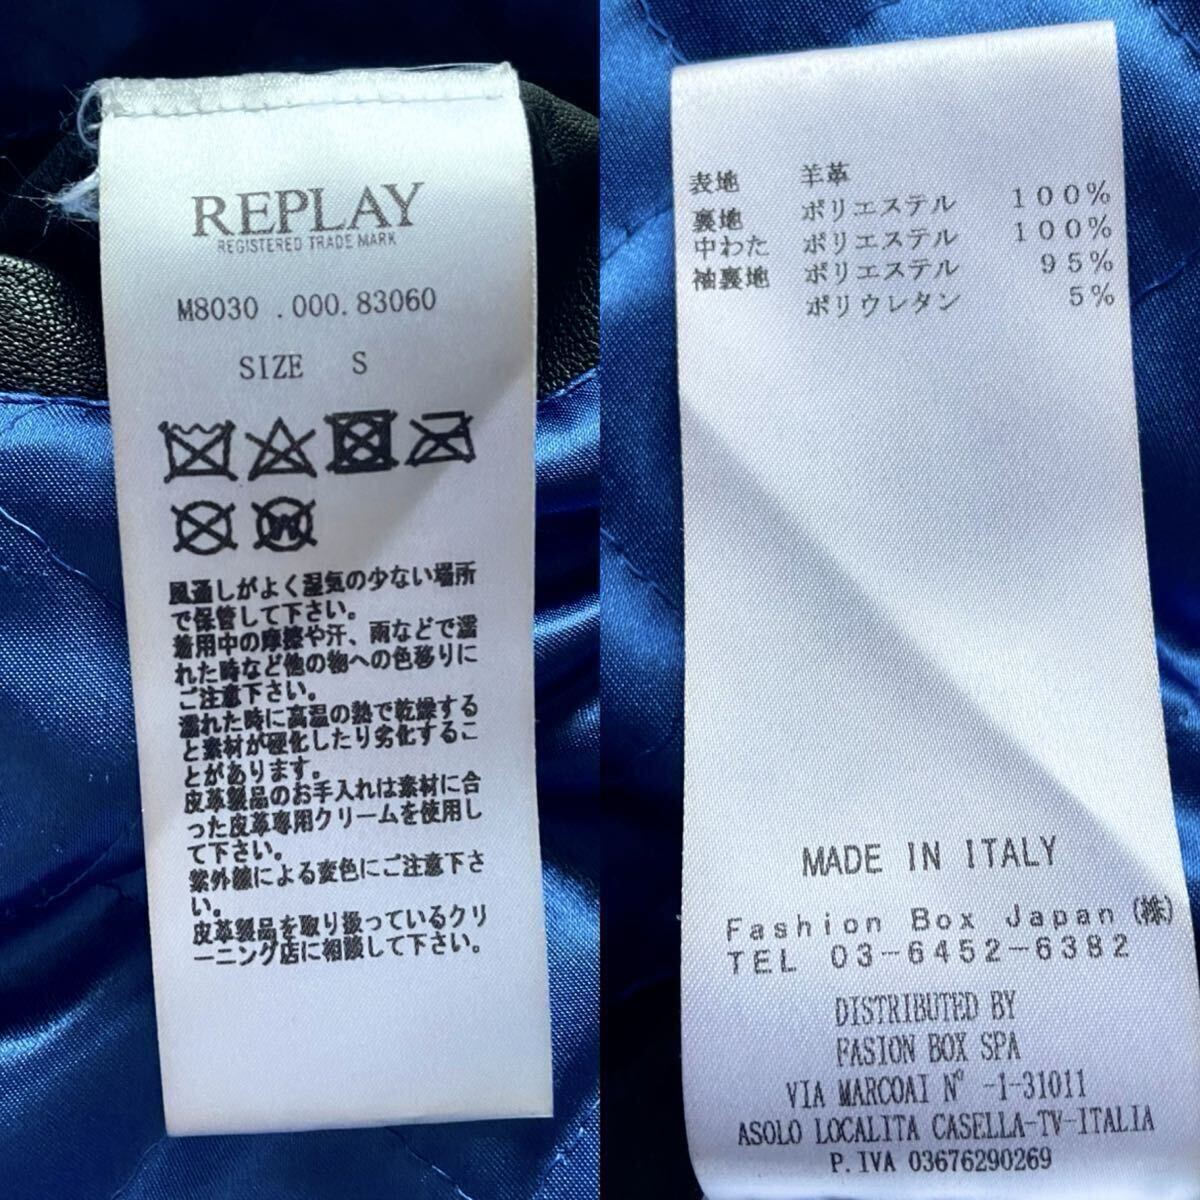 REPLAY
REGISTERED TRADE MARK
M8030 .000.83060
SIZE S
W
風通しがよく湿気の少ない場所
で保管して下さい。
着用中の摩擦や汗、雨などで濡
れた時など他の物への色移りに
ご注意下さい。
濡れた時に高温の熱で乾燥する
と素材が硬化したり劣化するこ
とがあります。
皮革製品のお手入れは素材に合
った皮革専用クリームを使用し
て下さい。
紫外線による変色にご注意下さ
い。
皮革製品を取り扱っているクリ
ーニング店に相談して下さい。
表地 羊革
裏地 ポリエステル 100%
中わた ポリエステル 100%
袖裏地 ポリエステル 95%
ポリウレタン 5%
MADE IN ITALY
Fashion Box Japan(株)
TEL 03-6452-6382
DISTRIBUTED BY
FASION BOX SPA
VIA MARCOAI N° -1-31011
ASOLO LOCALITA CASELLA-TV-ITALIA
P.IVA 03676290269